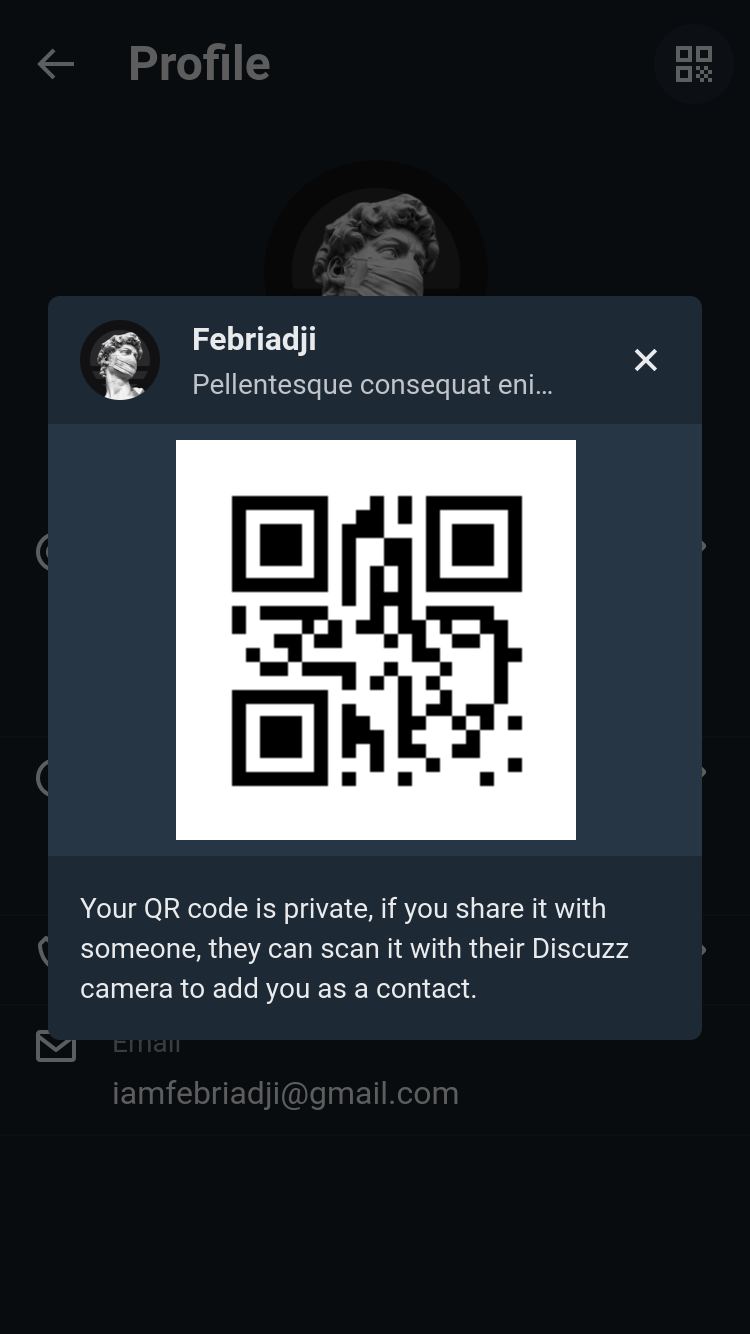 Profile
Febriadji
Pellentesque consequat eni...
Your QR code is private, if you share it with
someone, they can scan it with their Discuzz
camera to add you as a contact.
Email
iamfebriadji@gmail.com